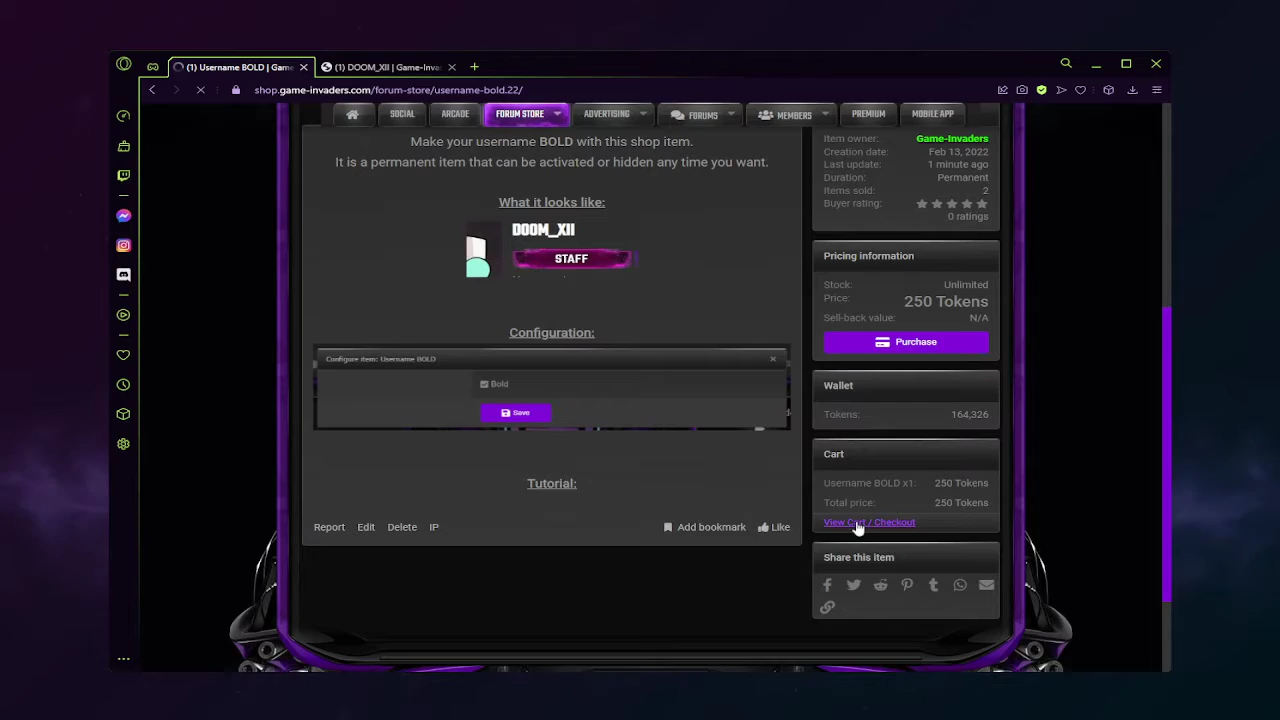 (1) Username BOLD | Game
(1) DOOM_XII | Game-Inva
shop.game-invaders.com/forum-store/username-bold.22/
SOCIAL
ARCADE
FORUM STORE
ADVERTISING
FORUMS
MEMBERS
PREMIUM
MOBILE APP
Make your username BOLD with this shop item.
It is a permanent item that can be activated or hidden any time you want.
What it looks like:
DOOM_XII
STAFF
Configuration:
Configure item: Username BOLD
Bold
Save
Tutorial:
Report Edit Delete IP
Add bookmark Like
Item owner: Game-Invaders
Creation date: Feb 13, 2022
Last update: 1 minute ago
Duration: Permanent
Items sold: 2
Buyer rating:
0 ratings
Pricing information
Stock: Unlimited
Price: 250 Tokens
Sell-back value: N/A
Purchase
Wallet
Tokens: 164,326
Cart
Username BOLD x1: 250 Tokens
Total price: 250 Tokens
View Cart / Checkout
Share this item